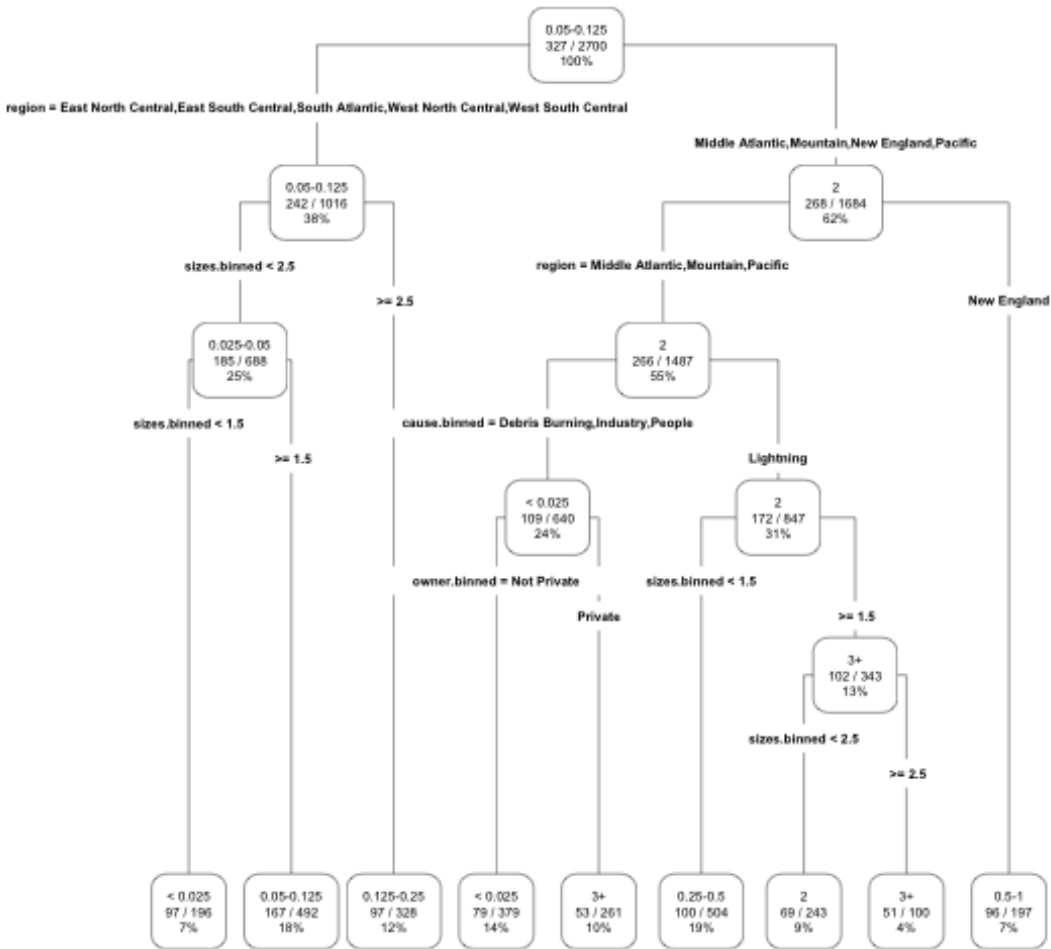 0.05-0.125
327 / 2700
100%
region = East North Central,East South Central,South Atlantic,West North Central,West South Central
Middle Atlantic,Mountain,New England,Pacific
0.05-0.125
242 / 1016
38%
2
268 / 1684
62%
sizes.binned < 2.5
>= 2.5
region = Middle Atlantic,Mountain,Pacific
New England
0.025-0.05
185 / 688
25%
2
266 / 1487
55%
sizes.binned < 1.5
>= 1.5
cause.binned = Debris Burning,Industry,People
Lightning
< 0.025
109 / 640
24%
2
172 / 847
31%
owner.binned = Not Private
Private
sizes.binned < 1.5
>= 1.5
3+
102 / 343
13%
sizes.binned < 2.5
>= 2.5
< 0.025
97 / 196
7%
0.05-0.125
167 / 492
18%
0.125-0.25
97 / 328
12%
< 0.025
79 / 379
14%
3+
53 / 261
10%
0.25-0.5
100 / 504
19%
2
69 / 243
9%
3+
51 / 100
4%
0.5-1
96 / 197
7%